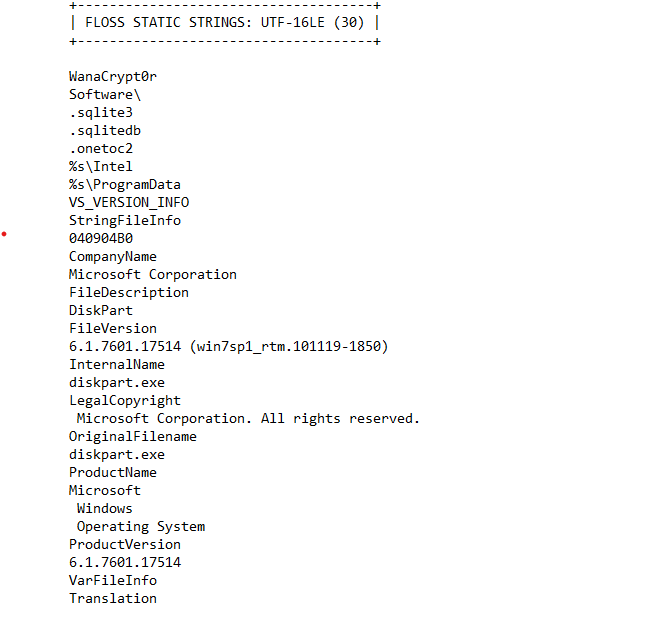 +-------------------------------------+
| FLOSS STATIC STRINGS: UTF-16LE (30) |
+-------------------------------------+
WanaCrypt0r
Software\
.sqlite3
.sqlitedb
.onetoc2
%s\Intel
%s\ProgramData
VS_VERSION_INFO
StringFileInfo
040904B0
CompanyName
Microsoft Corporation
FileDescription
DiskPart
FileVersion
6.1.7601.17514 (win7sp1_rtm.101119-1850)
InternalName
diskpart.exe
LegalCopyright
 Microsoft Corporation. All rights reserved.
OriginalFilename
diskpart.exe
ProductName
Microsoft
 Windows
 Operating System
ProductVersion
6.1.7601.17514
VarFileInfo
Translation